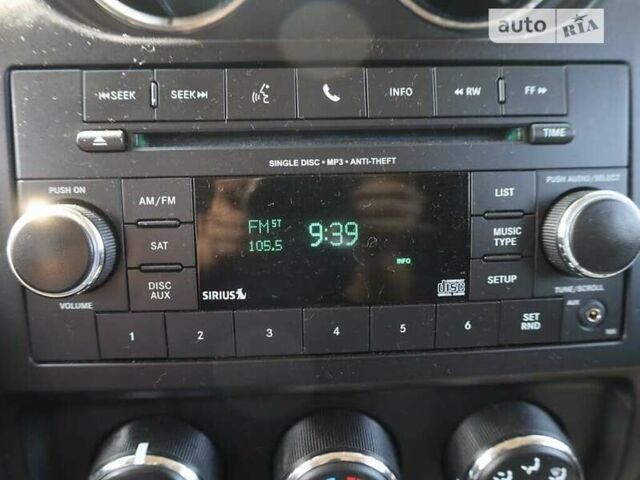 auto RIA
SEEK SEEK INFO RW FF
TIME
SINGLE DISC • MP3 • ANTI-THEFT
PUSH ON PUSH AUDIO/SELECT
AM/FM LIST
FM ST 9:39
105.5
SAT MUSIC TYPE
INFO
DISC AUX SETUP
SIRIUS disc
VOLUME TUNE/SCROLL
AUX
1 2 3 4 5 6 SET RND